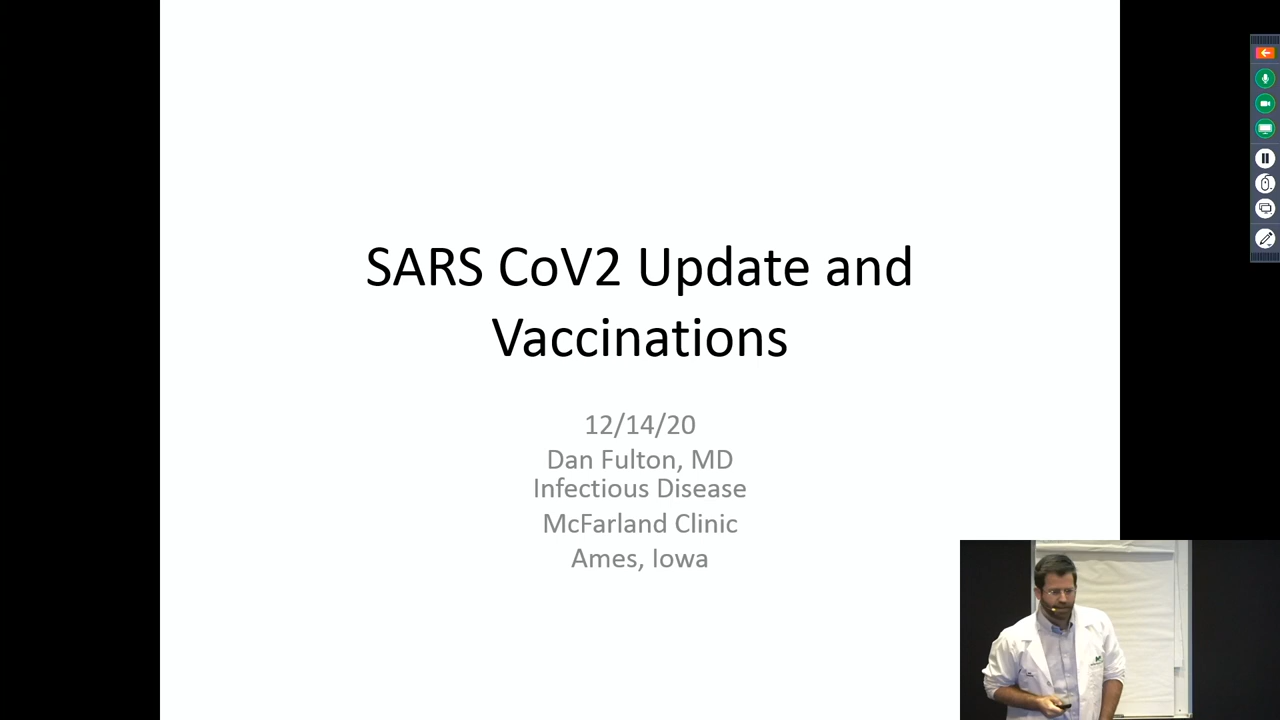 SARS CoV2 Update and
Vaccinations
12/14/20
Dan Fulton, MD
Infectious Disease
McFarland Clinic
Ames, Iowa